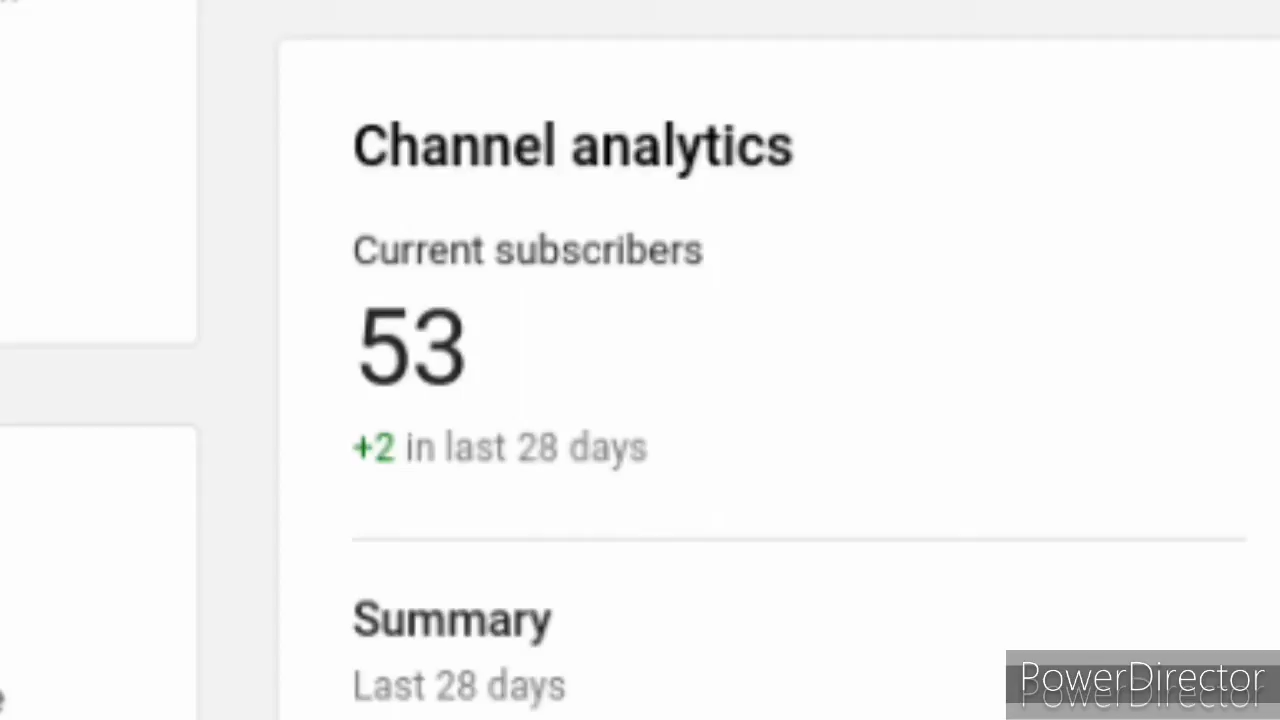 Channel analytics
Current subscribers
53
+2 in last 28 days
Summary
Last 28 days
PowerDirector